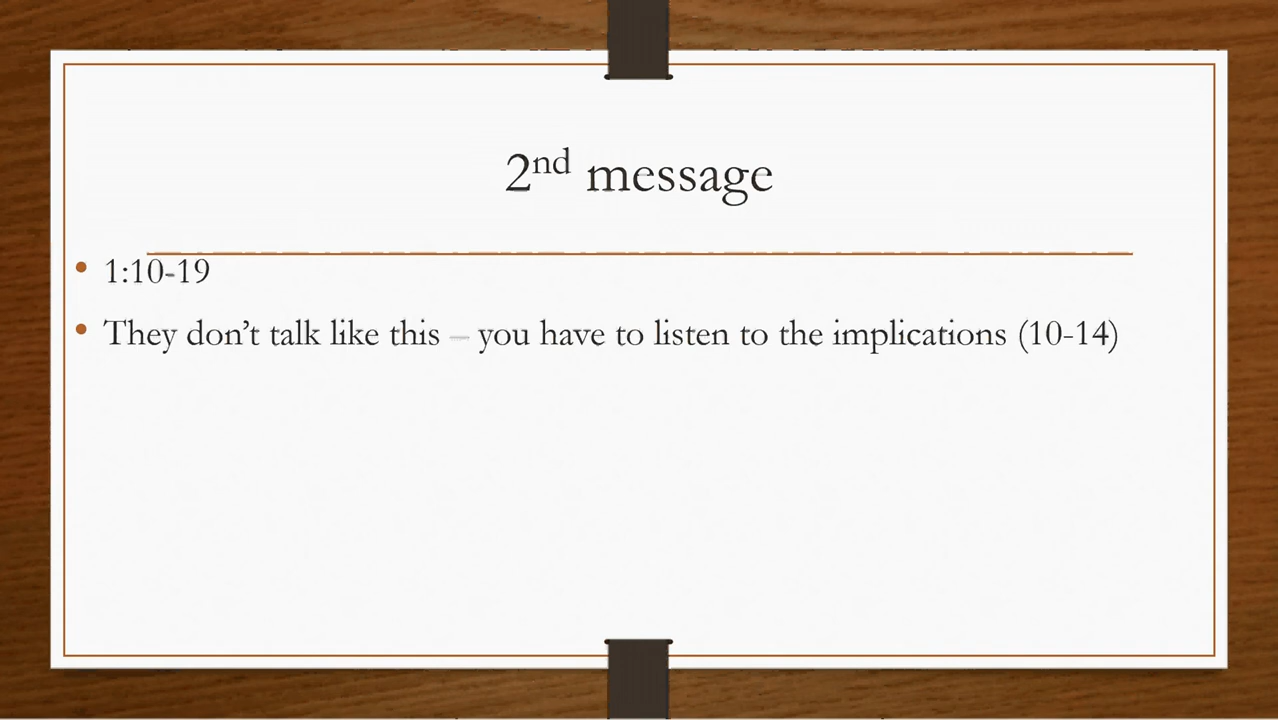 2nd message
1:10-19
They don’t talk like this – you have to listen to the implications (10-14)